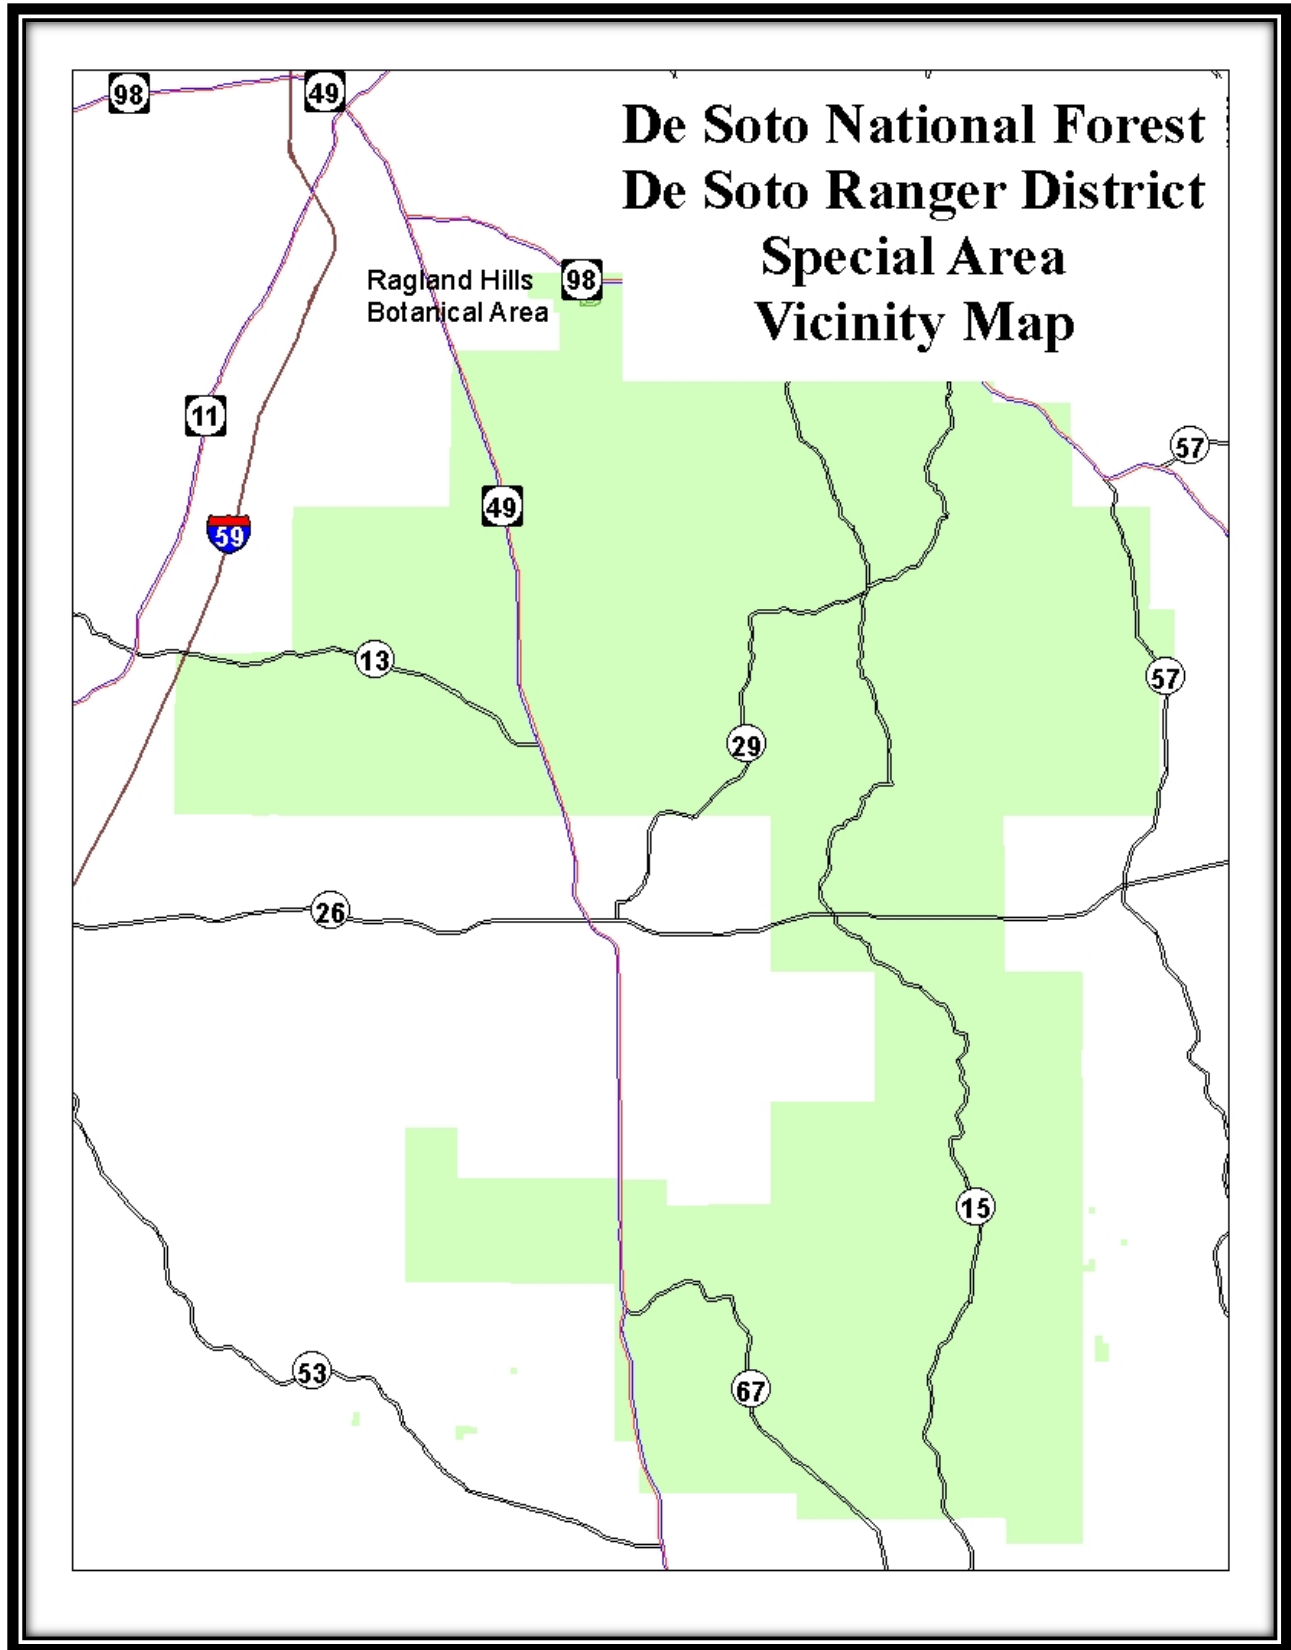 98
49
De Soto National Forest
De Soto Ranger District
Special Area
Vicinity Map
Ragland Hills
Botanical Area
98
11
57
49
59
13
57
29
26
15
53
67